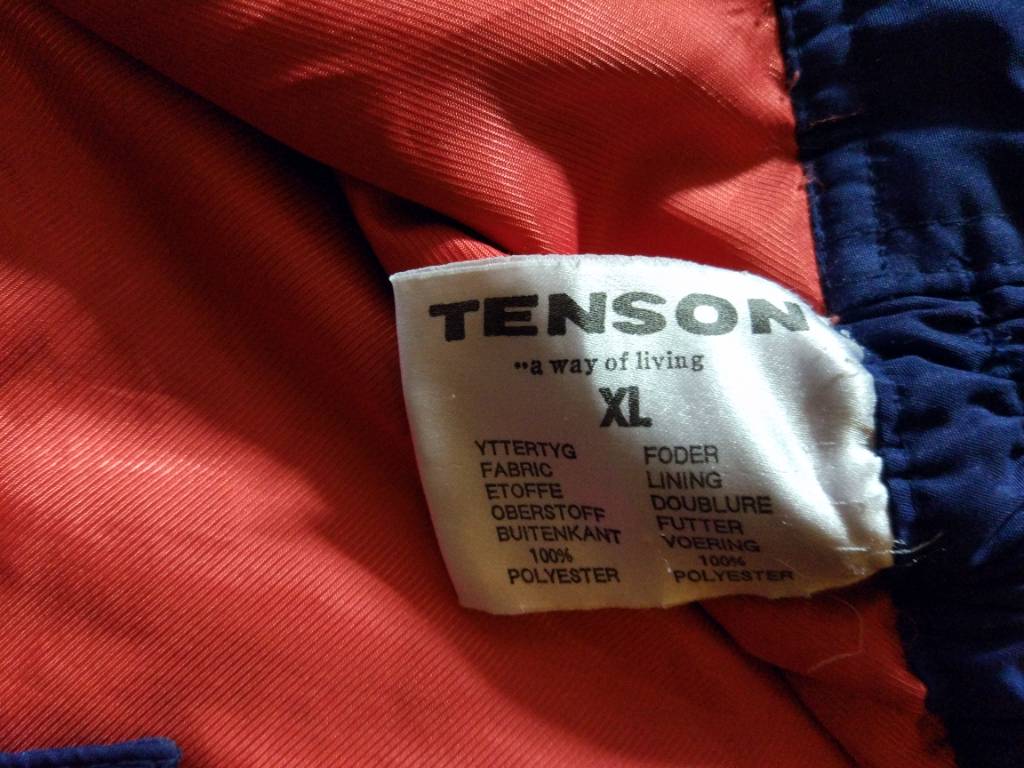 TENSON
..a way of living
XL
YTTERTYG
FABRIC
ETOFFE
OBERSTOFF
BUITENKANT
100%
POLYESTER
FODER
LINING
DOUBLURE
FUTTER
VOERING
100%
POLYESTER